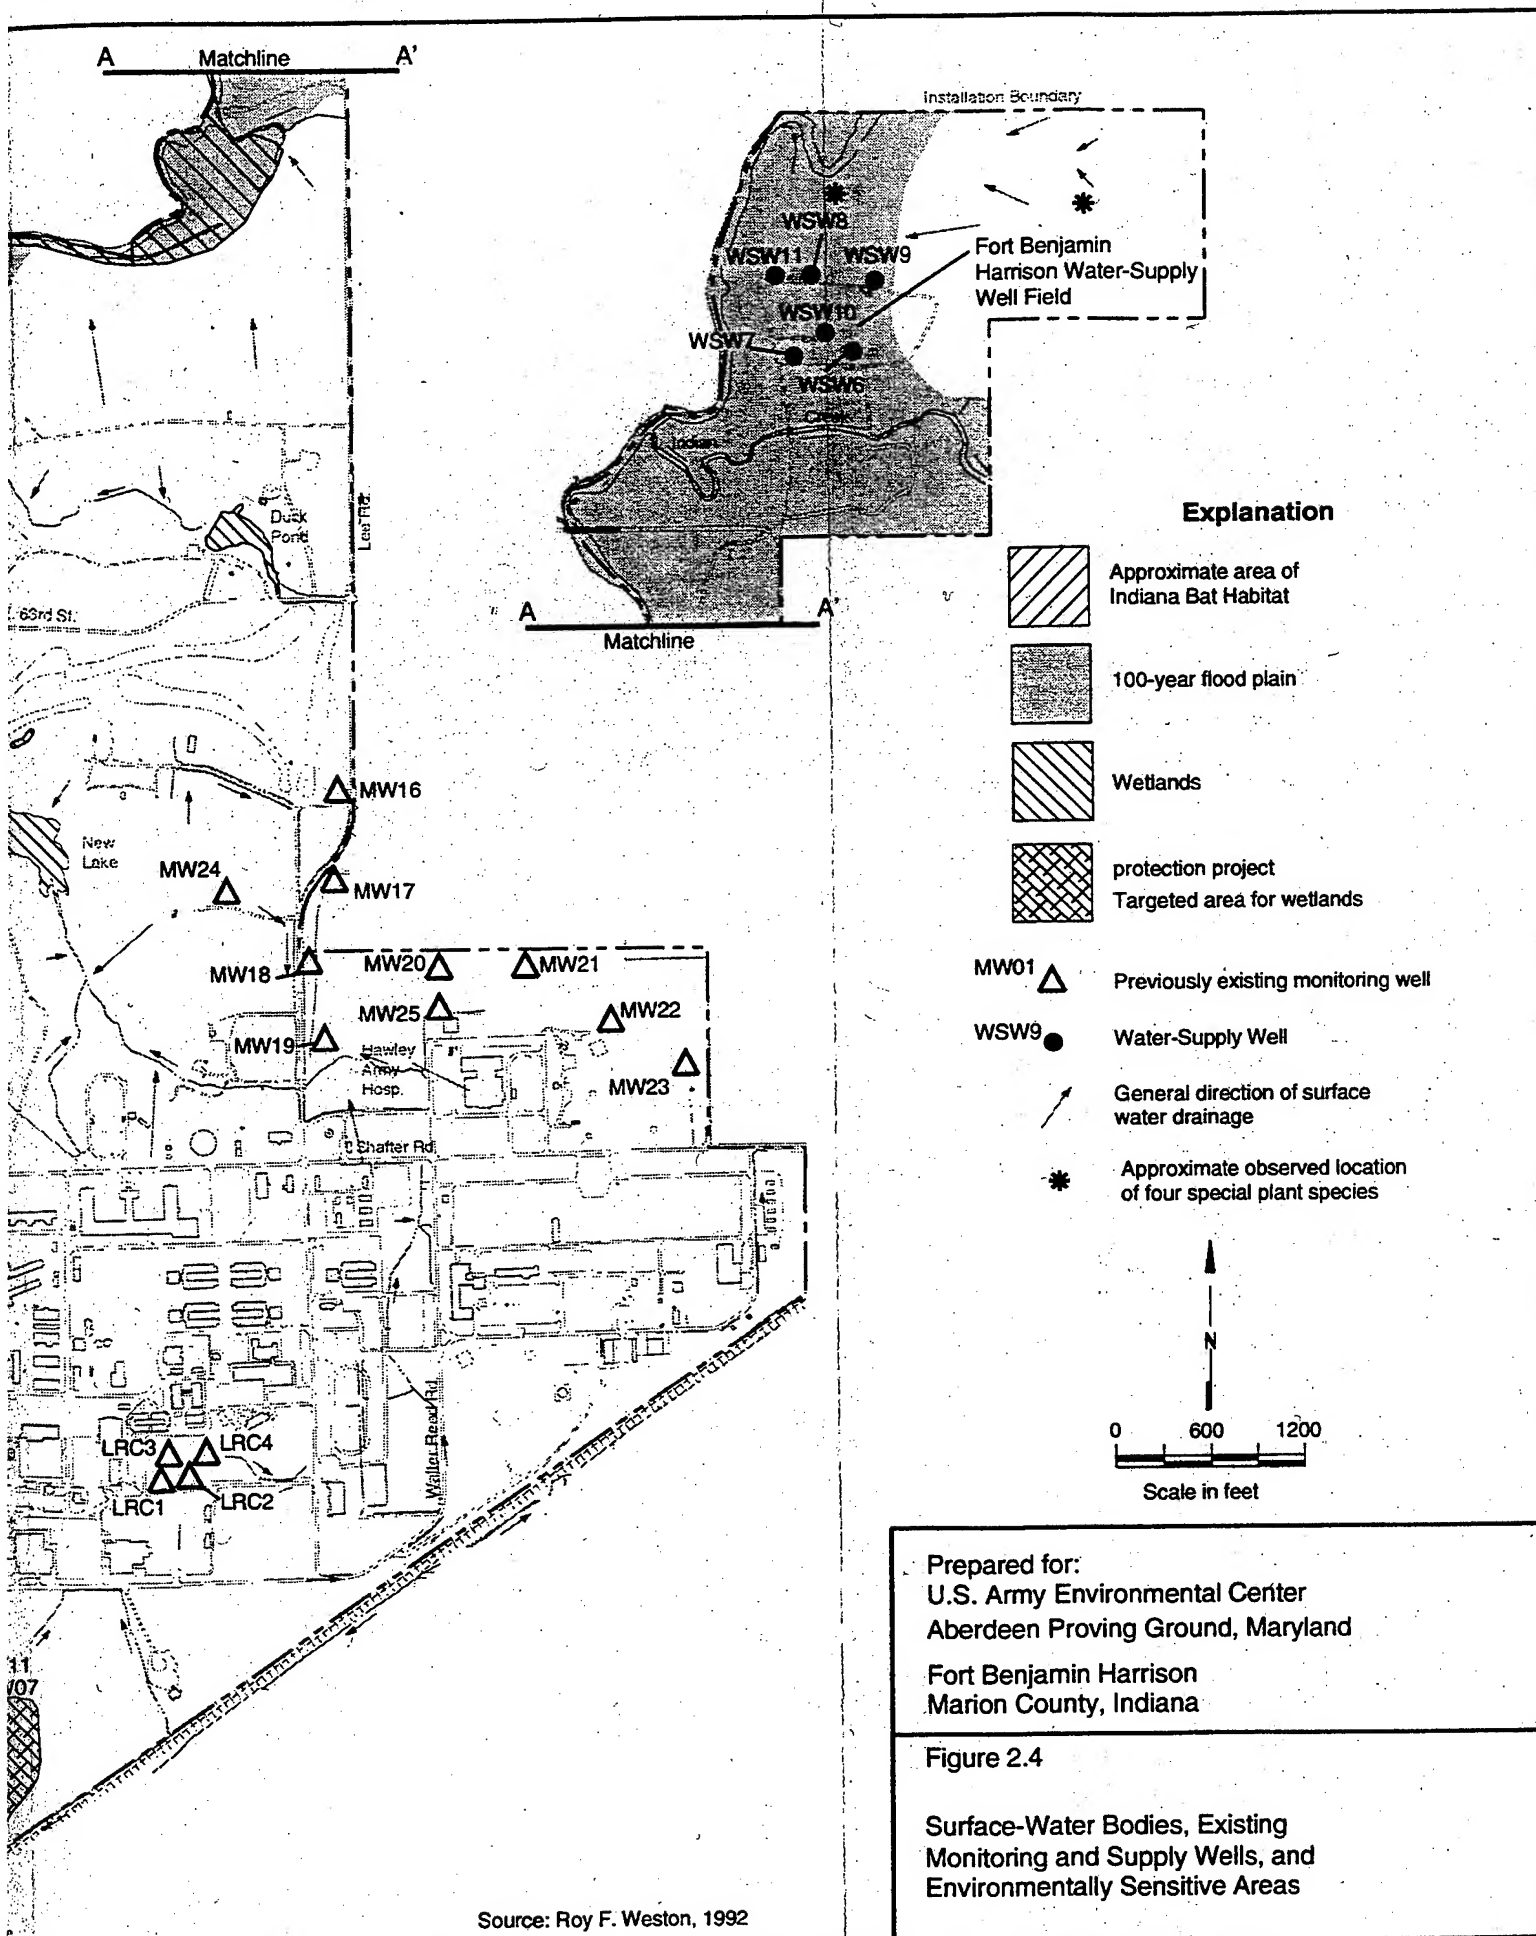 A Matchline A'
Installation Boundary
WSW8
WSW11
WSW9
Fort Benjamin
Harrison Water-Supply
Well Field
WSW10
WSW7
WSW6
Creek
Indian
Duck
Pond
Lee Rd.
63rd St.
A A'
Matchline
Explanation
Approximate area of
Indiana Bat Habitat
100-year flood plain
Wetlands
protection project
Targeted area for wetlands
MW01
Previously existing monitoring well
WSW9
Water-Supply Well
General direction of surface
water drainage
Approximate observed location
of four special plant species
MW16
New
Lake
MW24
MW17
MW18
MW20
MW21
MW25
MW22
MW19
Hawley
Army
Hosp.
MW23
Shafter Rd.
N
0 600 1200
Scale in feet
Walter Reed Rd.
LRC3
LRC4
LRC1
LRC2
11
/07
Prepared for:
U.S. Army Environmental Center
Aberdeen Proving Ground, Maryland
Fort Benjamin Harrison
Marion County, Indiana
Figure 2.4
Surface-Water Bodies, Existing
Monitoring and Supply Wells, and
Environmentally Sensitive Areas
Source: Roy F. Weston, 1992